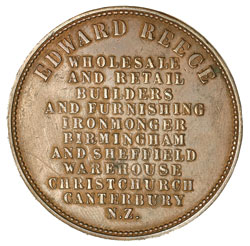 EDWARD REECE
WHOLESALE
AND RETAIL
BUILDERS
AND FURNISHING
IRONMONGER
BIRMINGHAM
AND SHEFFIELD
WAREHOUSE
CHRISTCHURCH
CANTERBURY
N.Z.